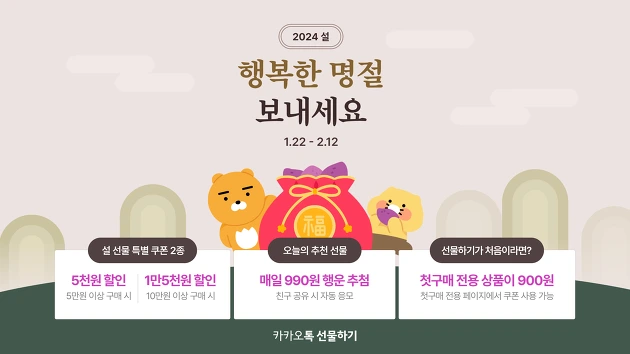 2024 설
행복한 명절
보내세요
1.22 - 2.12
福
설 선물 특별 쿠폰 2종
5천원 할인
5만원 이상 구매 시
1만5천원 할인
10만원 이상 구매 시
오늘의 추천 선물
매일 990원 행운 추첨
친구 공유 시 자동 응모
선물하기가 처음이라면?
첫구매 전용 상품이 900원
첫구매 전용 페이지에서 쿠폰 사용 가능
카카오톡 선물하기